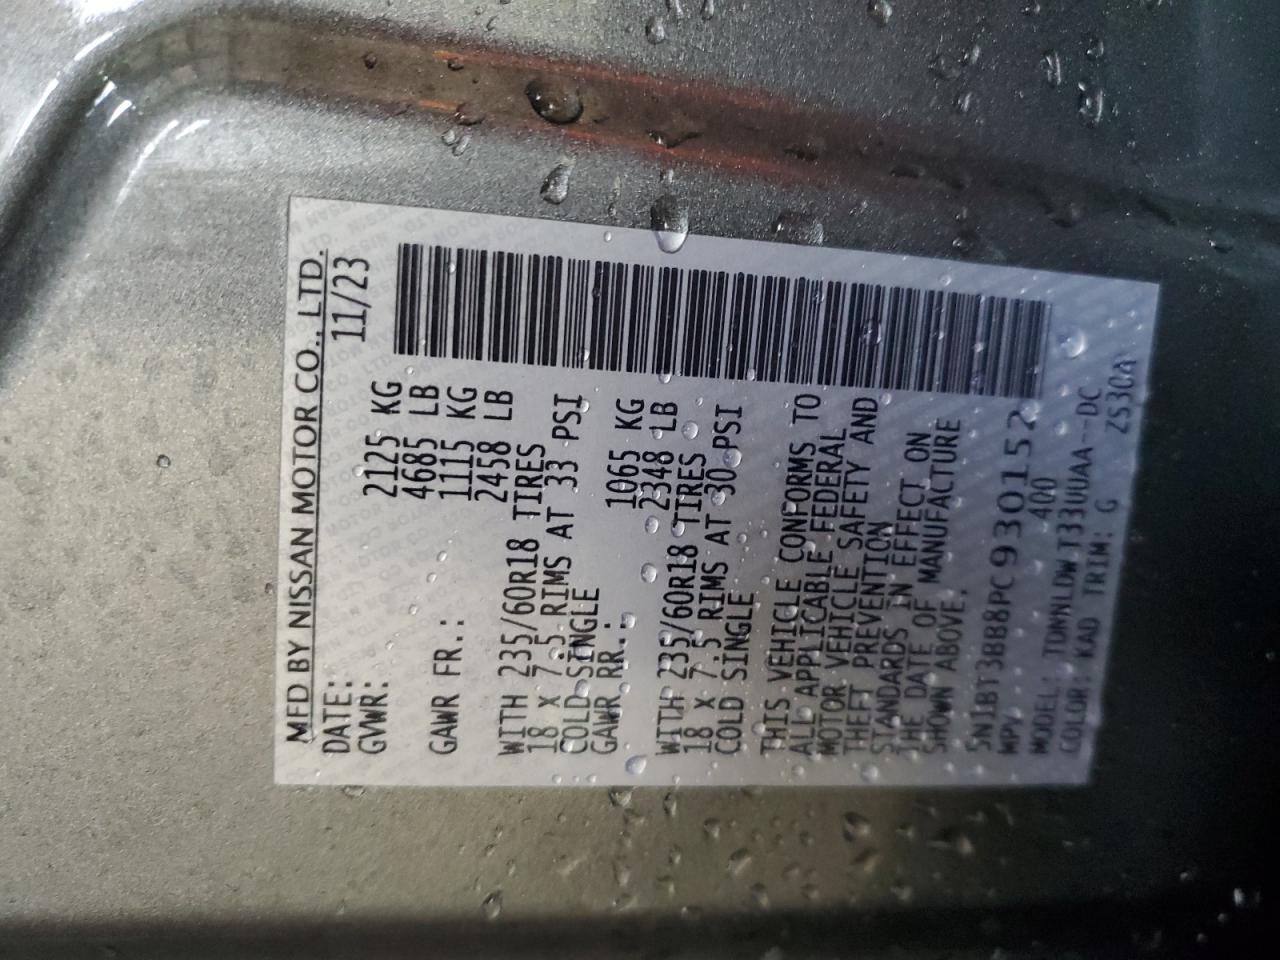 MFD BY NISSAN MOTOR CO., LTD.
DATE: 11/23
GVWR: 2125 KG
4685 LB
GAWR FR.: 1115 KG
2458 LB
WITH 235/60R18 TIRES
18 X 7.5 RIMS AT 33 PSI
COLD SINGLE
GAWR RR.: 1065 KG
2348 LB
WITH 235/60R18 TIRES
18 X 7.5 RIMS AT 30 PSI
COLD SINGLE
THIS VEHICLE CONFORMS TO
ALL APPLICABLE FEDERAL
MOTOR VEHICLE SAFETY AND
THEFT PREVENTION
STANDARDS IN EFFECT ON
THE DATE OF MANUFACTURE
SHOWN ABOVE.
5N1BT3BB8PC930152
MPV 400
MODEL: TDNNLDWT33UUAA--DC
COLOR: KAD TRIM: G ZS30A